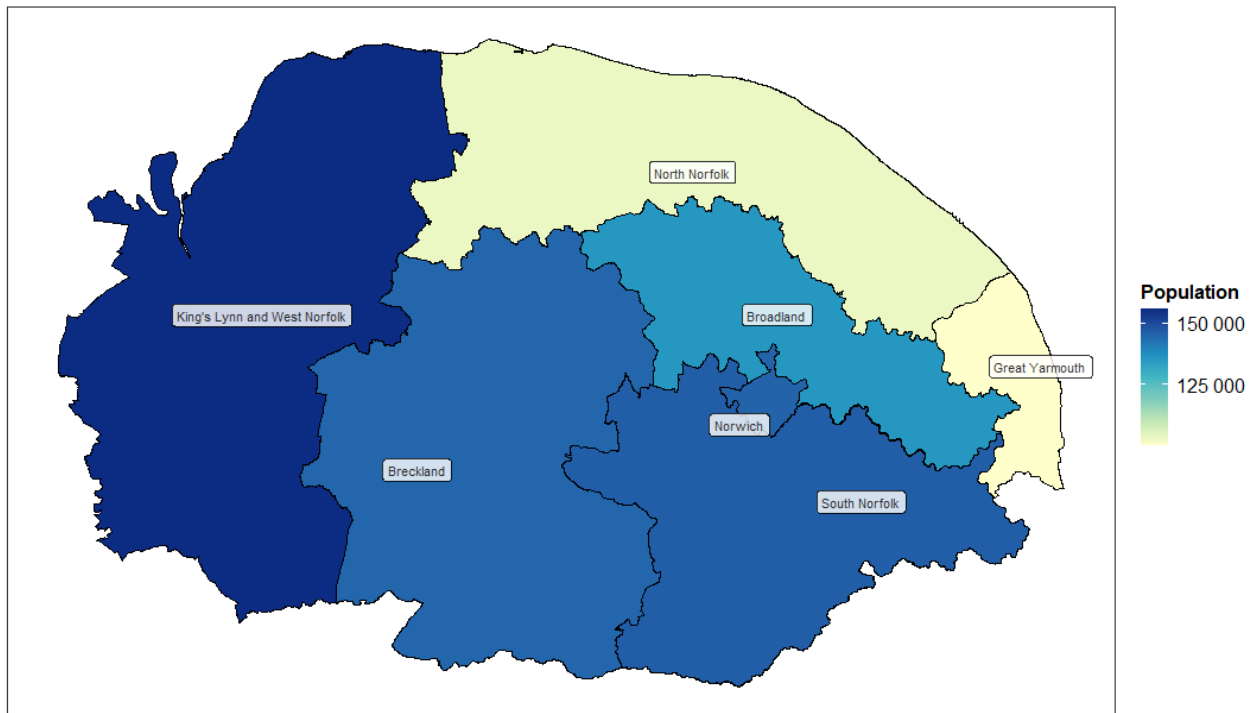 North Norfolk
King's Lynn and West Norfolk
Broadland
Great Yarmouth
Norwich
Breckland
South Norfolk
Population
150 000
125 000